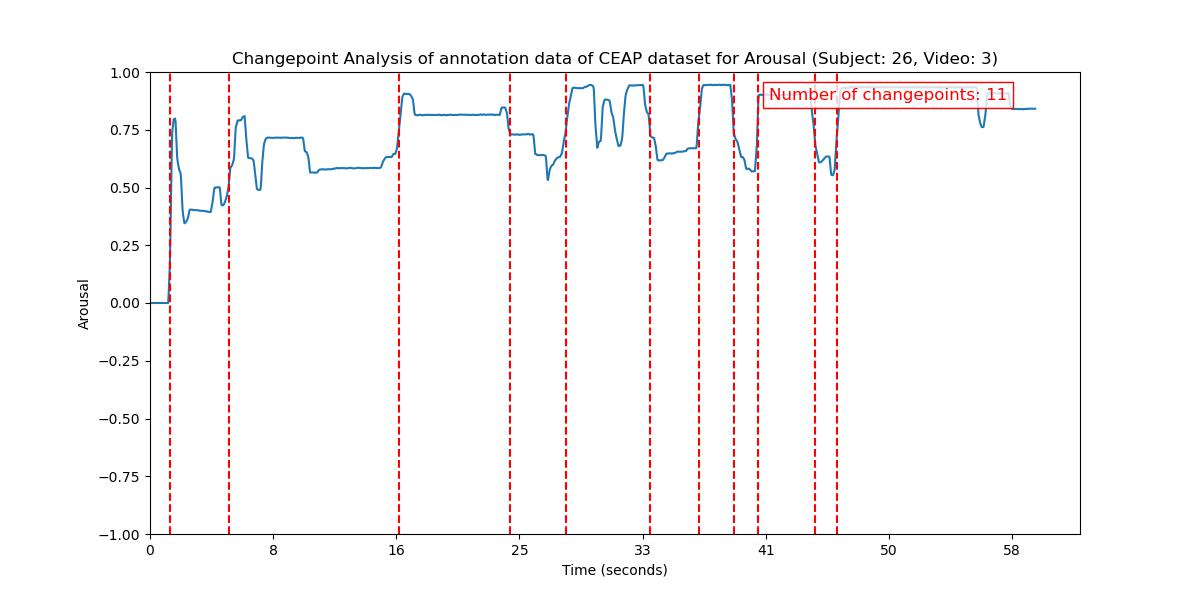 Changepoint Analysis of annotation data of CEAP dataset for Arousal (Subject: 26, Video: 3)
Number of changepoints: 11
Arousal
1.00
0.75
0.50
0.25
0.00
−0.25
−0.50
−0.75
−1.00
0 8 16 25 33 41 50 58
Time (seconds)